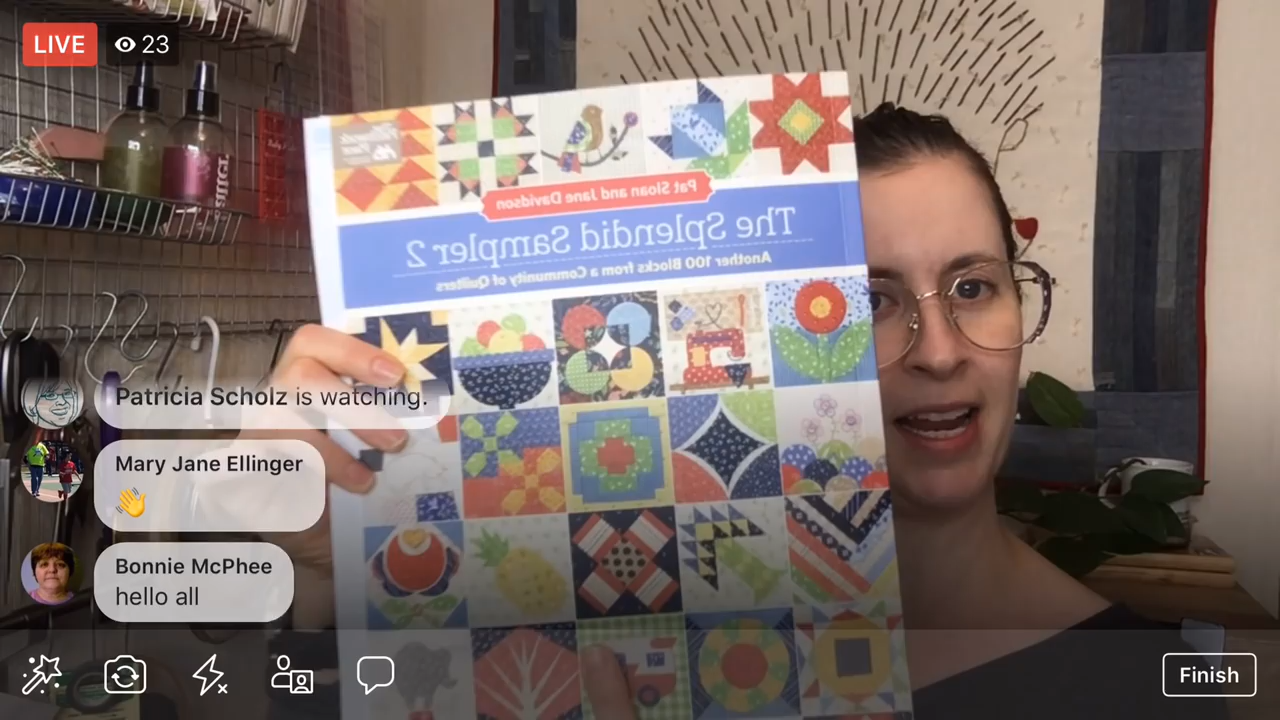 LIVE 23
Pat Sloan and Jane Davidson
The Splendid Sampler 2
Another 100 Blocks from a Community of Quilters
Patricia Scholz is watching.
Mary Jane Ellinger
👋
Bonnie McPhee
hello all
Finish